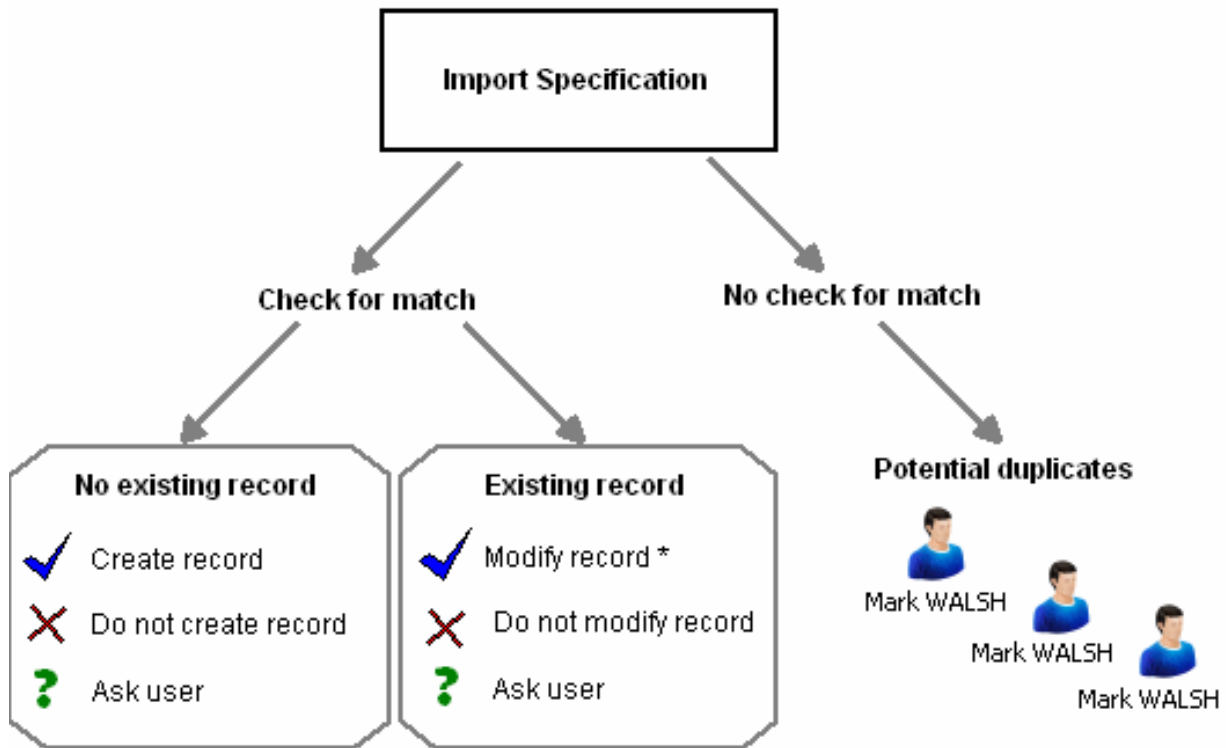 Import Specification
Check for match
No check for match
No existing record
Create record
Do not create record
Ask user
Existing record
Modify record *
Do not modify record
Ask user
Potential duplicates
Mark WALSH
Mark WALSH
Mark WALSH